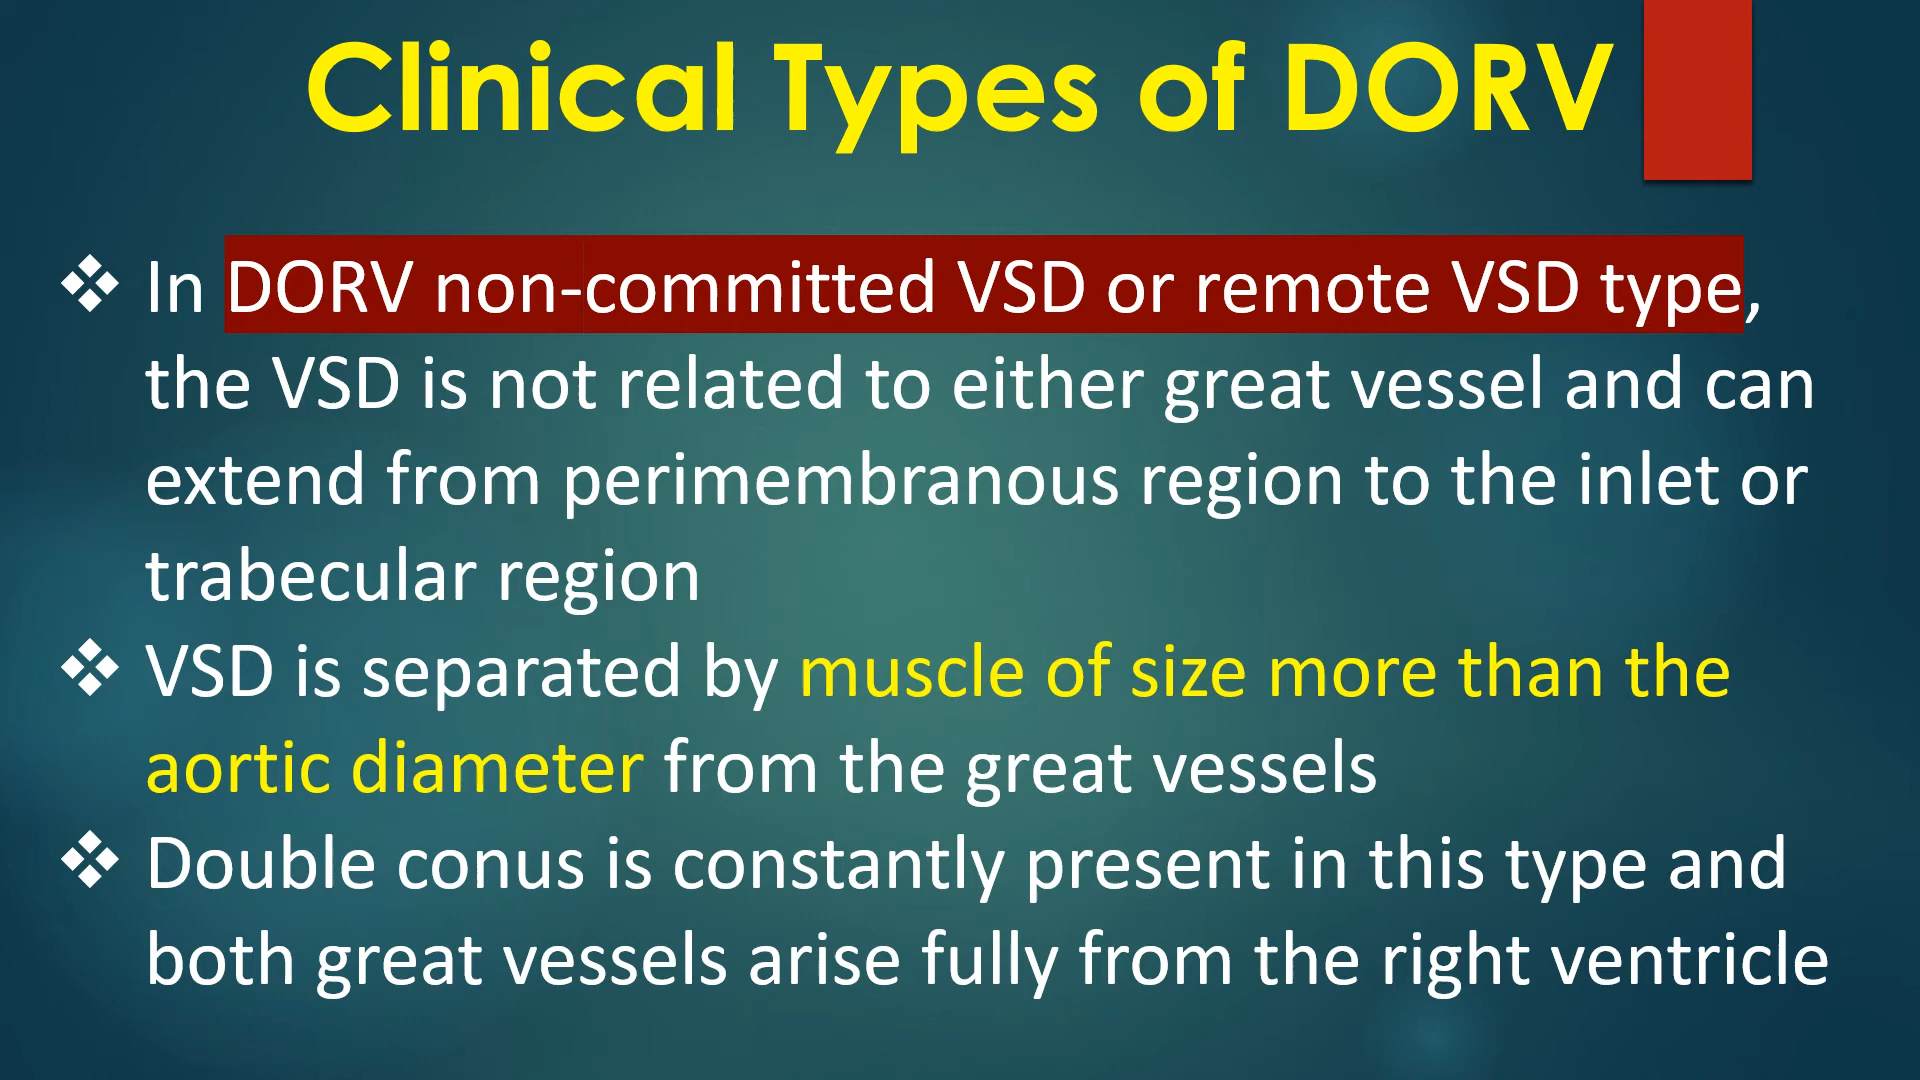 Clinical Types of DORV
❖ In DORV non-committed VSD or remote VSD type,
the VSD is not related to either great vessel and can
extend from perimembranous region to the inlet or
trabecular region
❖ VSD is separated by muscle of size more than the
aortic diameter from the great vessels
❖ Double conus is constantly present in this type and
both great vessels arise fully from the right ventricle